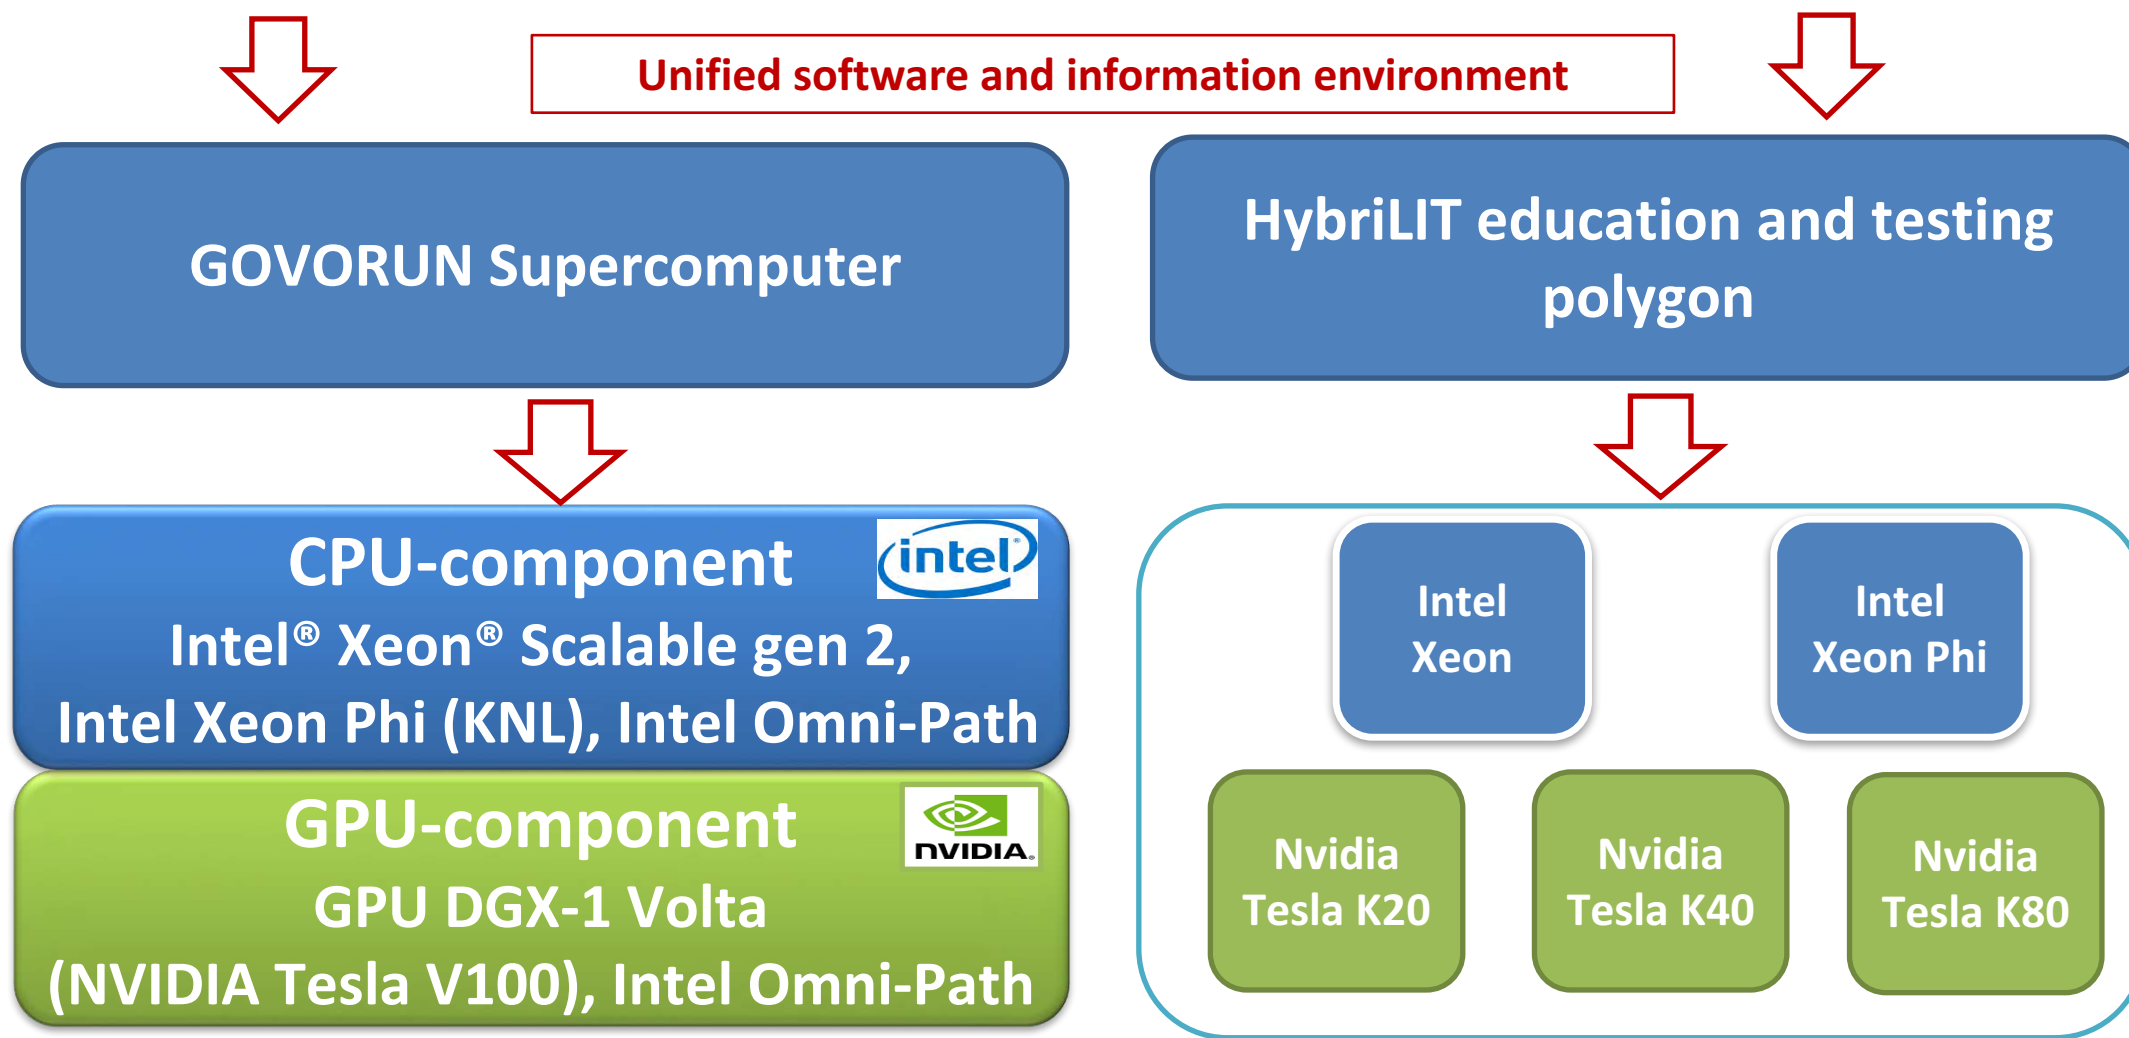 Unified software and information environment
GOVORUN Supercomputer
HybriLIT education and testing
polygon
CPU-component
intel®
Intel® Xeon® Scalable gen 2,
Intel Xeon Phi (KNL), Intel Omni-Path
GPU-component
NVIDIA.
GPU DGX-1 Volta
(NVIDIA Tesla V100), Intel Omni-Path
Intel
Xeon
Intel
Xeon Phi
Nvidia
Tesla K20
Nvidia
Tesla K40
Nvidia
Tesla K80